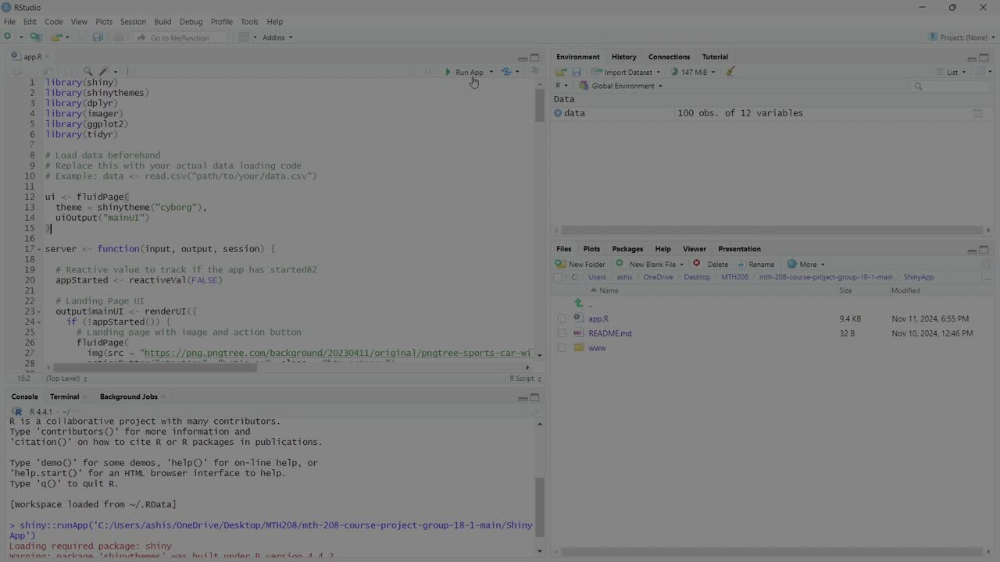 RStudio
File Edit Code View Plots Session Build Debug Profile Tools Help
Go to file/function Addins Project: (None)
app.R
Run App
1 library(shiny)
2 library(shinythemes)
3 library(dplyr)
4 library(imager)
5 library(ggplot2)
6 library(tidyr)
7
8 # Load data beforehand
9 # Replace this with your actual data loading code
10 # Example: data <- read.csv("path/to/your/data.csv")
11
12 ui <- fluidPage(
13 theme = shinytheme("cyborg"),
14 uiOutput("mainUI")
15 )
16
17 server <- function(input, output, session) {
18
19 # Reactive value to track if the app has started82
20 appStarted <- reactiveVal(FALSE)
21
22 # Landing Page UI
23 output$mainUI <- renderUI({
24 if (!appStarted()) {
25 # Landing page with image and action button
26 fluidPage(
27 img(src = "https://png.pngtree.com/background/20230411/original/pngtree-sports-car-wi
28
15:2 (Top Level) R Script
Console Terminal Background Jobs
R 4.4.1 · ~/
R is a collaborative project with many contributors.
Type 'contributors()' for more information and
'citation()' on how to cite R or R packages in publications.
Type 'demo()' for some demos, 'help()' for on-line help, or
'help.start()' for an HTML browser interface to help.
Type 'q()' to quit R.
[Workspace loaded from ~/.RData]
> shiny::runApp('C:/Users/ashis/OneDrive/Desktop/MTH208/mth-208-course-project-group-18-1-main/Shiny
App')
Loading required package: shiny
Warning: package 'shinythemes' was built under R version 4.4.2
Environment History Connections Tutorial
Import Dataset 147 MiB List
R Global Environment
Data
data 100 obs. of 12 variables
Files Plots Packages Help Viewer Presentation
New Folder New Blank File Delete Rename More
C: Users ashis OneDrive Desktop MTH208 mth-208-course-project-group-18-1-main ShinyApp ...
Name Size Modified
..
app.R 9.4 KB Nov 11, 2024, 6:55 PM
README.md 32 B Nov 10, 2024, 12:46 PM
www